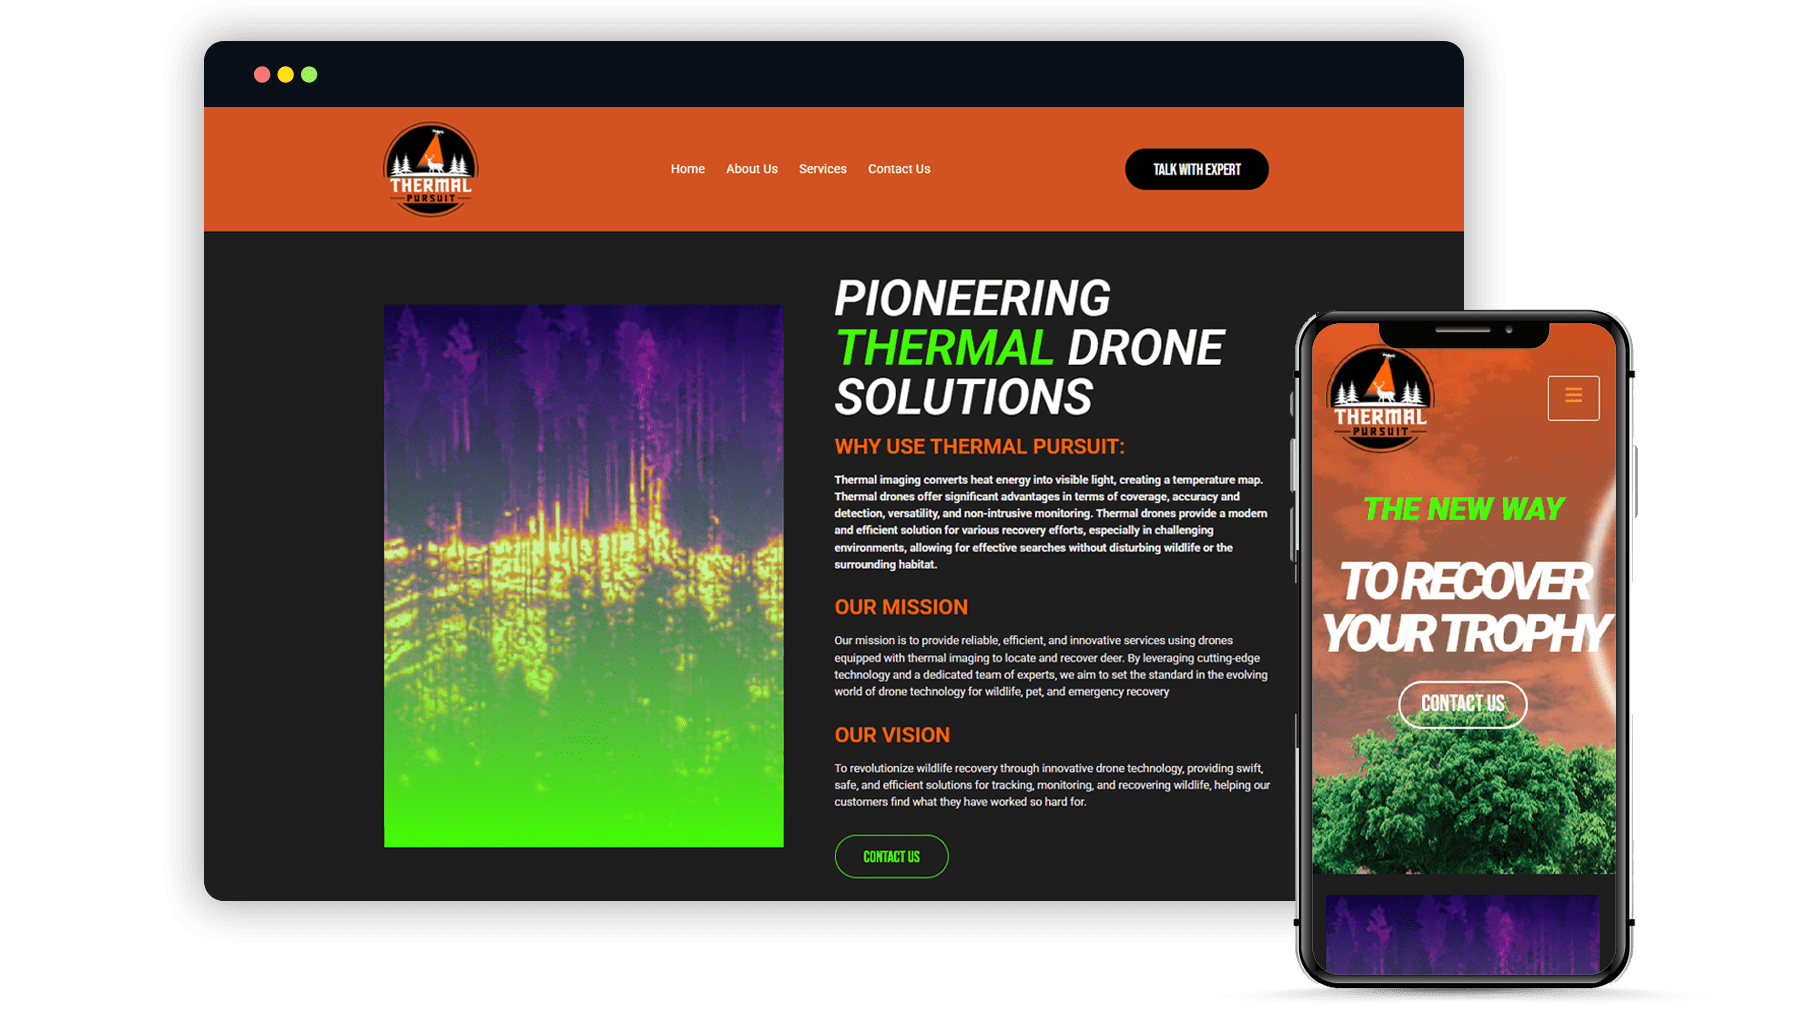 THERMAL
PURSUIT
Home About Us Services Contact Us
TALK WITH EXPERT
PIONEERING
THERMAL DRONE
SOLUTIONS
WHY USE THERMAL PURSUIT:
Thermal imaging converts heat energy into visible light, creating a temperature map.
Thermal drones offer significant advantages in terms of coverage, accuracy and
detection, versatility, and non-intrusive monitoring. Thermal drones provide a modern
and efficient solution for various recovery efforts, especially in challenging
environments, allowing for effective searches without disturbing wildlife or the
surrounding habitat.
OUR MISSION
Our mission is to provide reliable, efficient, and innovative services using drones
equipped with thermal imaging to locate and recover deer. By leveraging cutting-edge
technology and a dedicated team of experts, we aim to set the standard in the evolving
world of drone technology for wildlife, pet, and emergency recovery
OUR VISION
To revolutionize wildlife recovery through innovative drone technology, providing swift,
safe, and efficient solutions for tracking, monitoring, and recovering wildlife, helping our
customers find what they have worked so hard for.
CONTACT US
THERMAL
PURSUIT
THE NEW WAY
TO RECOVER
YOUR TROPHY
CONTACT US